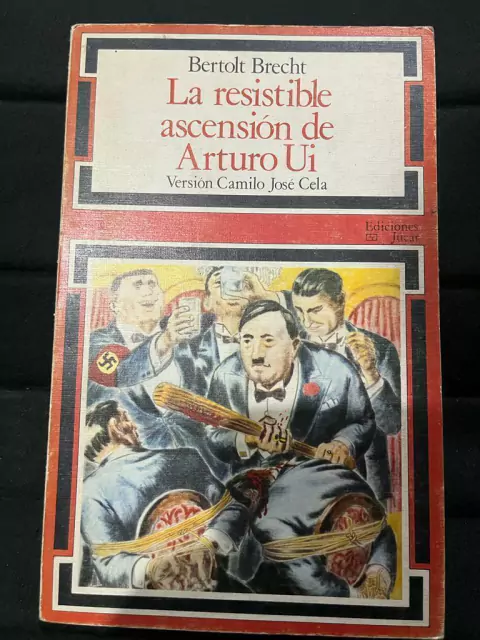 Bertolt Brecht
La resistible
ascensión de
Arturo Ui
Versión Camilo José Cela
Ediciones
Júcar